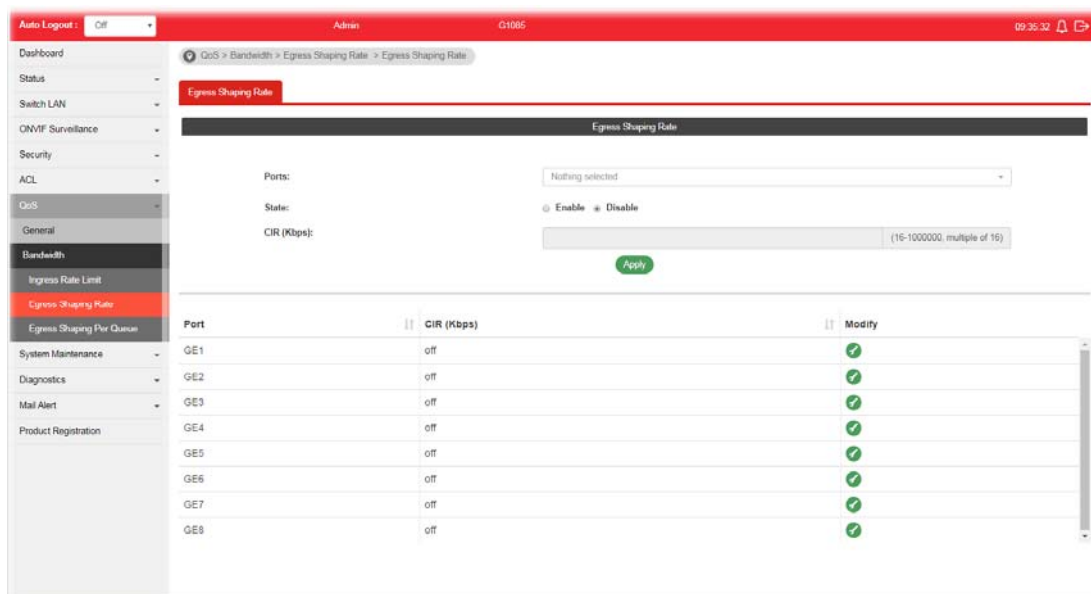 Auto Logout : Off Admin G1085 09:35:32
Dashboard
Status
Switch LAN
ONVIF Surveillance
Security
ACL
QoS
General
Bandwidth
Ingress Rate Limit
Egress Shaping Rate
Egress Shaping Per Queue
System Maintenance
Diagnostics
Mail Alert
Product Registration
QoS > Bandwidth > Egress Shaping Rate > Egress Shaping Rate
Egress Shaping Rate
Egress Shaping Rate
Ports: Nothing selected
State: Enable Disable
CIR (Kbps): (16-1000000, multiple of 16)
Apply
Port CIR (Kbps) Modify
GE1 off
GE2 off
GE3 off
GE4 off
GE5 off
GE6 off
GE7 off
GE8 off